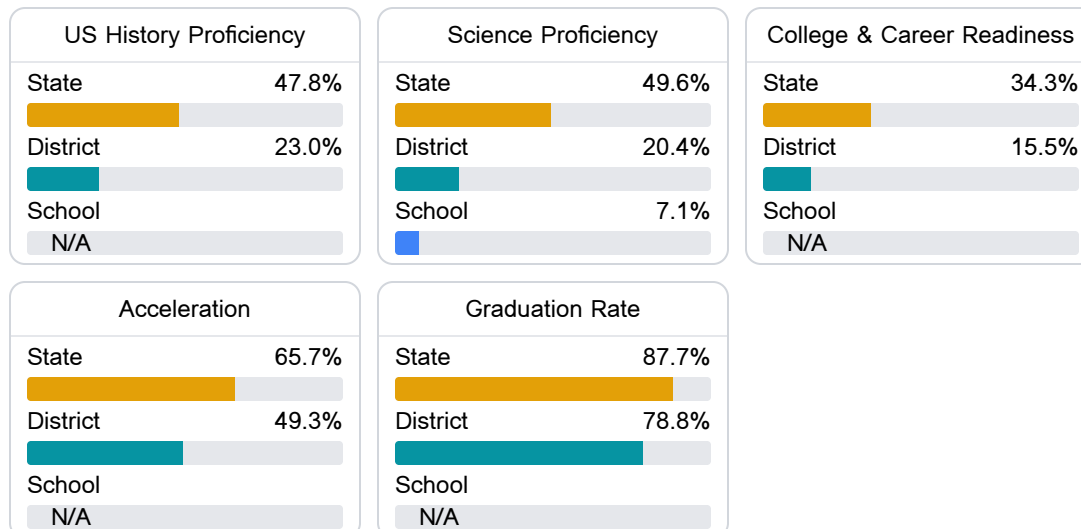 US History Proficiency
State 47.8%
District 23.0%
School
N/A
Science Proficiency
State 49.6%
District 20.4%
School 7.1%
College & Career Readiness
State 34.3%
District 15.5%
School
N/A
Acceleration
State 65.7%
District 49.3%
School
N/A
Graduation Rate
State 87.7%
District 78.8%
School
N/A